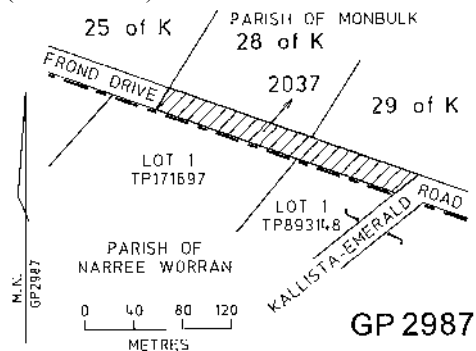 25 of K
PARISH OF MONBULK
28 of K
FROND DRIVE
2037
29 of K
LOT 1
TP171697
ROAD
LOT 1
TP893148
KALLISTA-EMERALD
PARISH OF
NARREE WORRAN
M.N.
GP2987
0 40 80 120
METRES
GP 2987